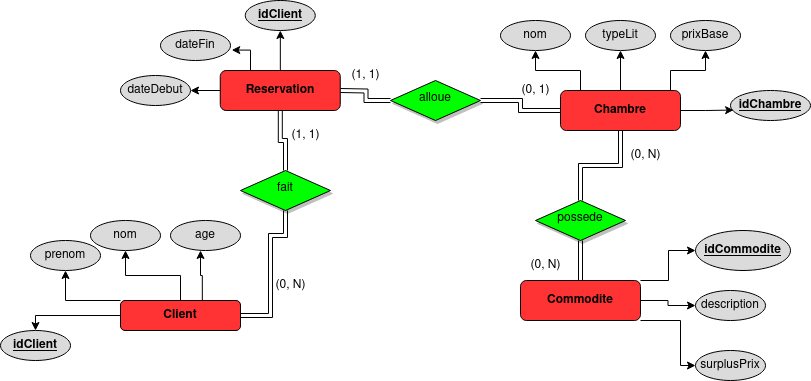 idClient
nom
typeLit
prixBase
dateFin
dateDebut
Reservation
(1, 1)
alloue
(0, 1)
Chambre
idChambre
(1, 1)
(0, N)
fait
possede
prenom
nom
age
(0, N)
(0, N)
idCommodite
Commodite
description
Client
idClient
surplusPrix